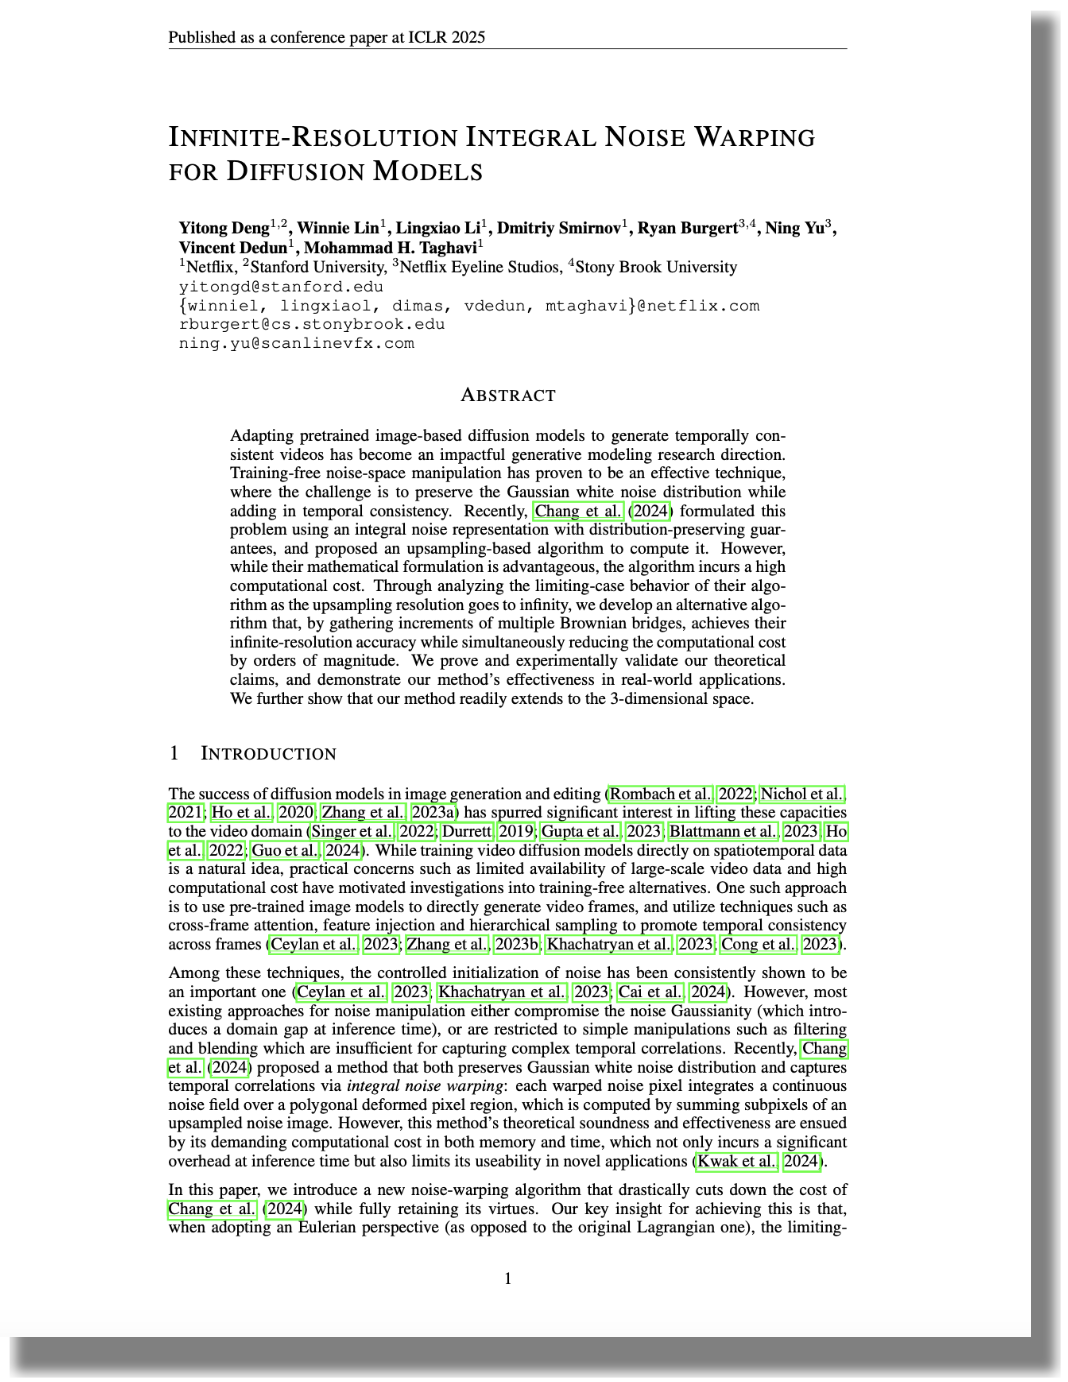 Published as a conference paper at ICLR 2025
INFINITE-RESOLUTION INTEGRAL NOISE WARPING
FOR DIFFUSION MODELS
Yitong Deng1,2, Winnie Lin1, Lingxiao Li1, Dmitriy Smirnov1, Ryan Burgert3,4, Ning Yu3,
Vincent Dedun1, Mohammad H. Taghavi1
1Netflix, 2Stanford University, 3Netflix Eyeline Studios, 4Stony Brook University
yitongd@stanford.edu
{winniel, lingxiaol, dimas, vdedun, mtaghavi}@netflix.com
rburgert@cs.stonybrook.edu
ning.yu@scanlinevfx.com
ABSTRACT
Adapting pretrained image-based diffusion models to generate temporally con-
sistent videos has become an impactful generative modeling research direction.
Training-free noise-space manipulation has proven to be an effective technique,
where the challenge is to preserve the Gaussian white noise distribution while
adding in temporal consistency. Recently, Chang et al. (2024) formulated this
problem using an integral noise representation with distribution-preserving guar-
antees, and proposed an upsampling-based algorithm to compute it. However,
while their mathematical formulation is advantageous, the algorithm incurs a high
computational cost. Through analyzing the limiting-case behavior of their algo-
rithm as the upsampling resolution goes to infinity, we develop an alternative algo-
rithm that, by gathering increments of multiple Brownian bridges, achieves their
infinite-resolution accuracy while simultaneously reducing the computational cost
by orders of magnitude. We prove and experimentally validate our theoretical
claims, and demonstrate our method's effectiveness in real-world applications.
We further show that our method readily extends to the 3-dimensional space.
1 INTRODUCTION
The success of diffusion models in image generation and editing (Rombach et al., 2022; Nichol et al.,
2021; Ho et al., 2020; Zhang et al., 2023a) has spurred significant interest in lifting these capacities
to the video domain (Singer et al., 2022; Durrett, 2019; Gupta et al., 2023; Blattmann et al., 2023; Ho
et al., 2022; Guo et al., 2024). While training video diffusion models directly on spatiotemporal data
is a natural idea, practical concerns such as limited availability of large-scale video data and high
computational cost have motivated investigations into training-free alternatives. One such approach
is to use pre-trained image models to directly generate video frames, and utilize techniques such as
cross-frame attention, feature injection and hierarchical sampling to promote temporal consistency
across frames (Ceylan et al., 2023; Zhang et al., 2023b; Khachatryan et al., 2023; Cong et al., 2023).
Among these techniques, the controlled initialization of noise has been consistently shown to be
an important one (Ceylan et al., 2023; Khachatryan et al., 2023; Cai et al., 2024). However, most
existing approaches for noise manipulation either compromise the noise Gaussianity (which intro-
duces a domain gap at inference time), or are restricted to simple manipulations such as filtering
and blending which are insufficient for capturing complex temporal correlations. Recently, Chang
et al. (2024) proposed a method that both preserves Gaussian white noise distribution and captures
temporal correlations via integral noise warping: each warped noise pixel integrates a continuous
noise field over a polygonal deformed pixel region, which is computed by summing subpixels of an
upsampled noise image. However, this method's theoretical soundness and effectiveness are ensued
by its demanding computational cost in both memory and time, which not only incurs a significant
overhead at inference time but also limits its useability in novel applications (Kwak et al., 2024).
In this paper, we introduce a new noise-warping algorithm that drastically cuts down the cost of
Chang et al. (2024) while fully retaining its virtues. Our key insight for achieving this is that,
when adopting an Eulerian perspective (as opposed to the original Lagrangian one), the limiting-
1